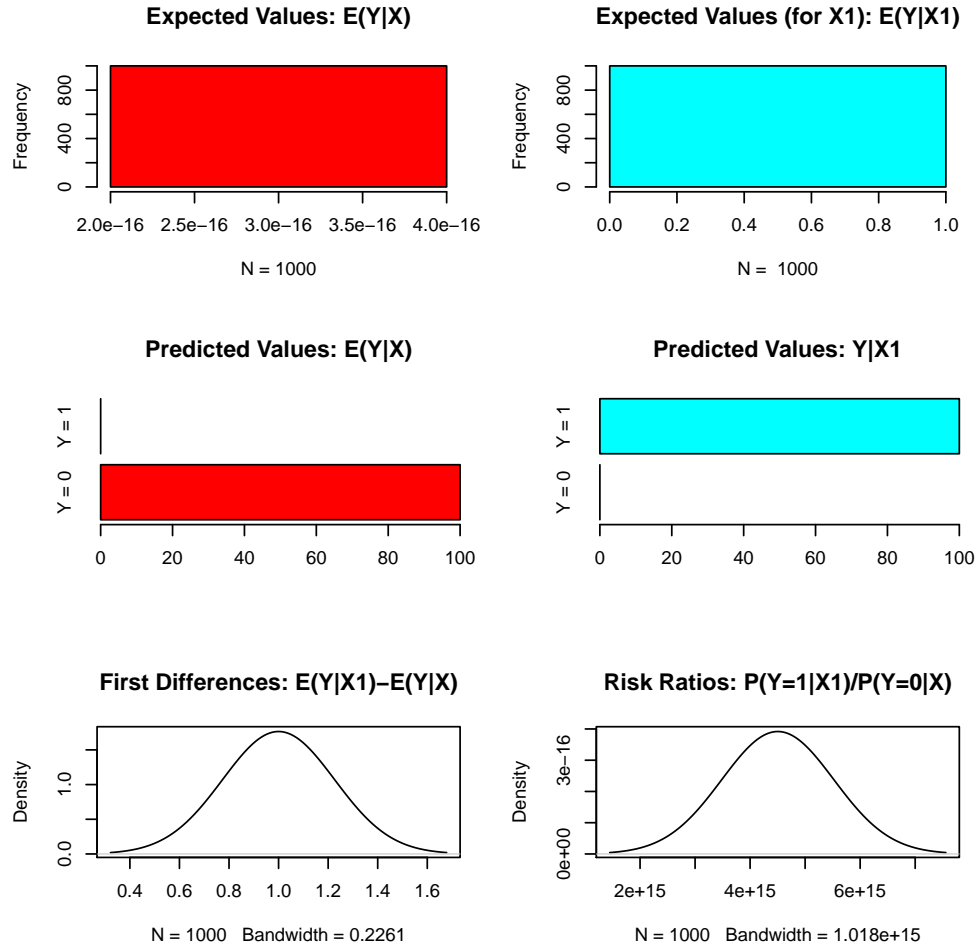 Expected Values: E(Y|X)
Frequency
0 400 800
2.0e−16 2.5e−16 3.0e−16 3.5e−16 4.0e−16
N = 1000
Expected Values (for X1): E(Y|X1)
Frequency
0 400 800
0.0 0.2 0.4 0.6 0.8 1.0
N =  1000
Predicted Values: E(Y|X)
Y = 1
Y = 0
0 20 40 60 80 100
Predicted Values: Y|X1
Y = 1
Y = 0
0 20 40 60 80 100
First Differences: E(Y|X1)−E(Y|X)
Density
0.0 1.0
0.4 0.6 0.8 1.0 1.2 1.4 1.6
N = 1000   Bandwidth = 0.2261
Risk Ratios: P(Y=1|X1)/P(Y=0|X)
Density
0e+00 3e−16
2e+15 4e+15 6e+15
N = 1000   Bandwidth = 1.018e+15